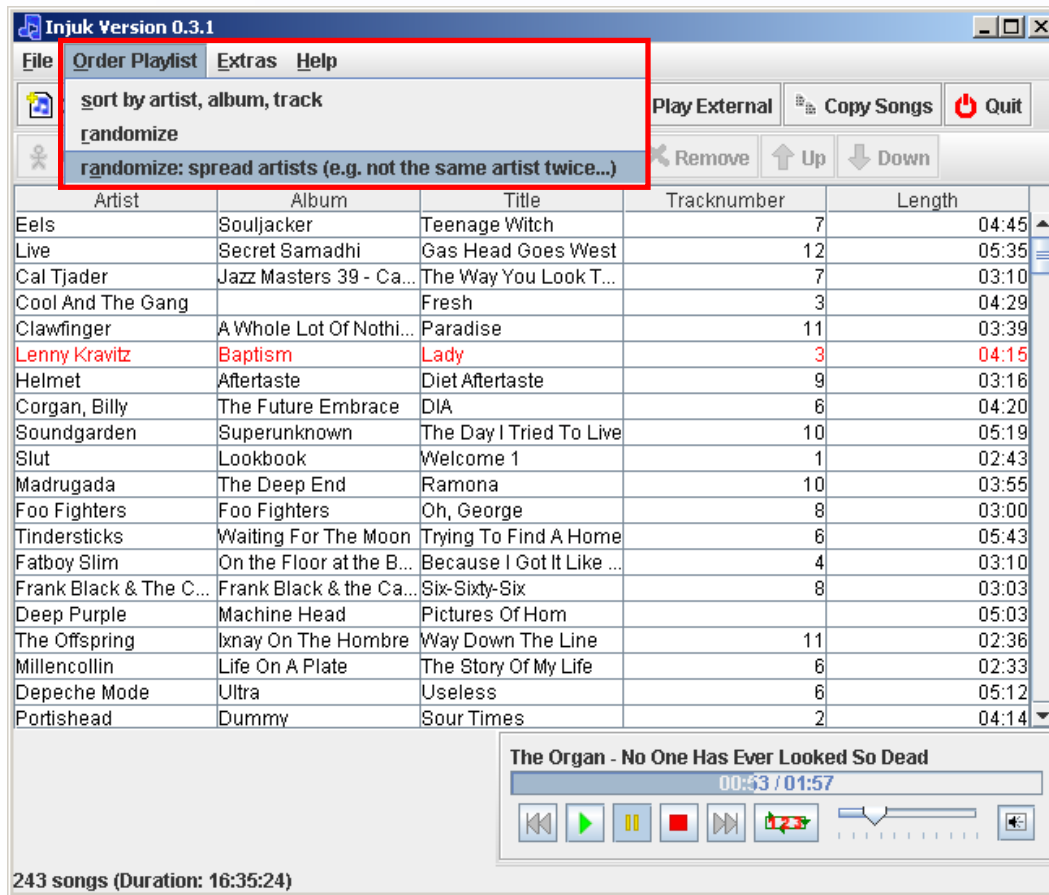 Injuk Version 0.3.1
File Order Playlist Extras Help
sort by artist, album, track
randomize
randomize: spread artists (e.g. not the same artist twice...)
Play External Copy Songs Quit
Remove Up Down
Artist Album Title Tracknumber Length
Eels Souljacker Teenage Witch 7 04:45
Live Secret Samadhi Gas Head Goes West 12 05:35
Cal Tjader Jazz Masters 39 - Ca... The Way You Look T... 7 03:10
Cool And The Gang Fresh 3 04:29
Clawfinger A Whole Lot Of Nothi... Paradise 11 03:39
Lenny Kravitz Baptism Lady 3 04:15
Helmet Aftertaste Diet Aftertaste 9 03:16
Corgan, Billy The Future Embrace DIA 6 04:20
Soundgarden Superunknown The Day I Tried To Live 10 05:19
Slut Lookbook Welcome 1 1 02:43
Madrugada The Deep End Ramona 10 03:55
Foo Fighters Foo Fighters Oh, George 8 03:00
Tindersticks Waiting For The Moon Trying To Find A Home 6 05:43
Fatboy Slim On the Floor at the B... Because I Got It Like ... 4 03:10
Frank Black & The C... Frank Black & the Ca... Six-Sixty-Six 8 03:03
Deep Purple Machine Head Pictures Of Hom 05:03
The Offspring Ixnay On The Hombre Way Down The Line 11 02:36
Millencollin Life On A Plate The Story Of My Life 6 02:33
Depeche Mode Ultra Useless 6 05:12
Portishead Dummy Sour Times 2 04:14
The Organ - No One Has Ever Looked So Dead
00:53 / 01:57
123
243 songs (Duration: 16:35:24)